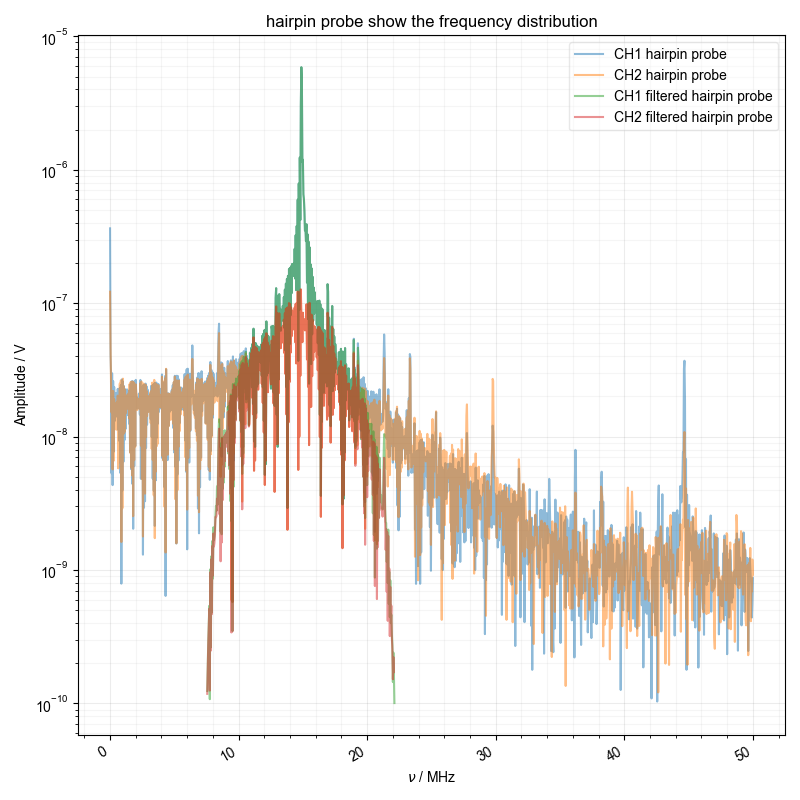 hairpin probe show the frequency distribution
CH1 hairpin probe
CH2 hairpin probe
CH1 filtered hairpin probe
CH2 filtered hairpin probe
Amplitude / V
10⁻⁵
10⁻⁶
10⁻⁷
10⁻⁸
10⁻⁹
10⁻¹⁰
0 10 20 30 40 50
ν / MHz